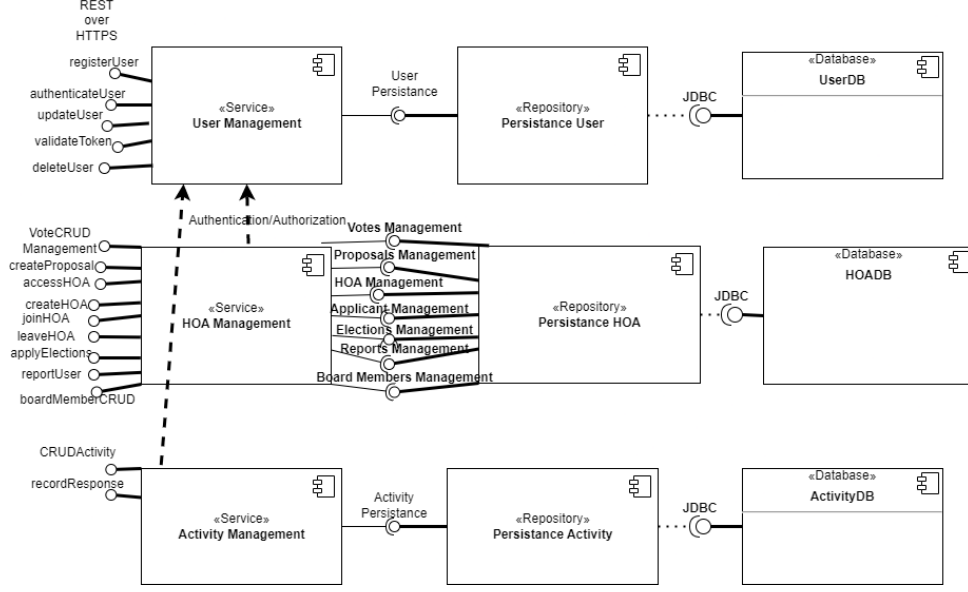 REST
over
HTTPS
registerUser
authenticateUser
updateUser
validateToken
deleteUser
«Service»
User Management
User
Persistance
«Repository»
Persistance User
JDBC
«Database»
UserDB
Authentication/Authorization
VoteCRUD
Management
createProposal
accessHOA
createHOA
joinHOA
leaveHOA
applyElections
reportUser
boardMemberCRUD
«Service»
HOA Management
Votes Management
Proposals Management
HOA Management
Applicant Management
Elections Management
Reports Management
Board Members Management
«Repository»
Persistance HOA
JDBC
«Database»
HOADB
CRUDActivity
recordResponse
«Service»
Activity Management
Activity
Persistance
«Repository»
Persistance Activity
JDBC
«Database»
ActivityDB